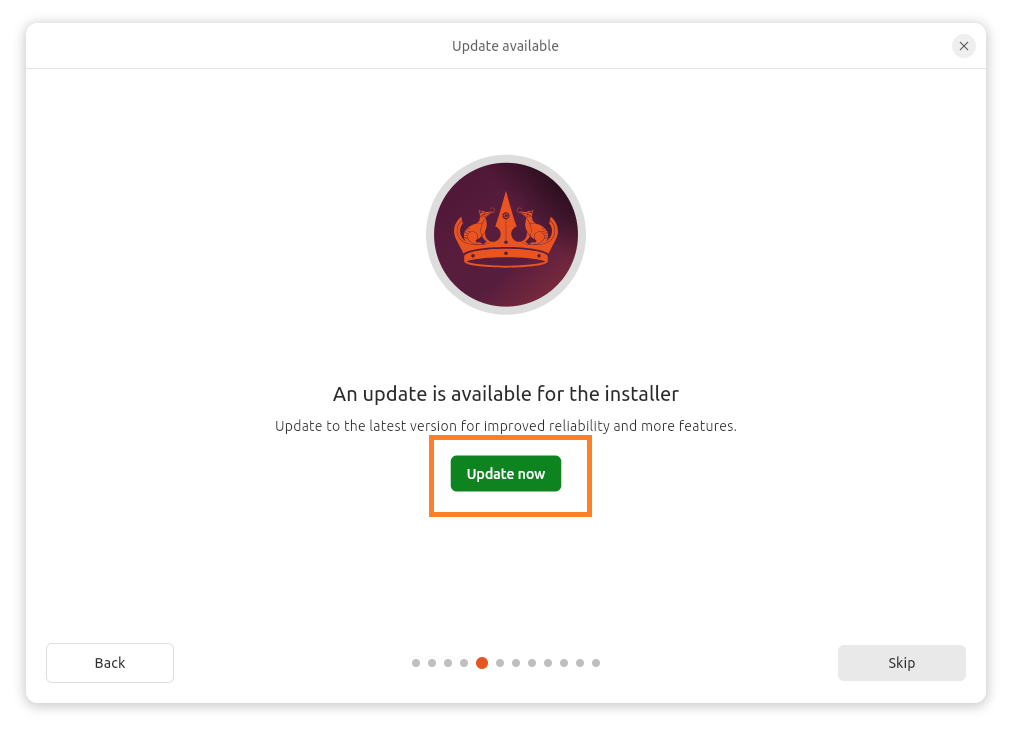 Update available
An update is available for the installer
Update to the latest version for improved reliability and more features.
Update now
Back
Skip